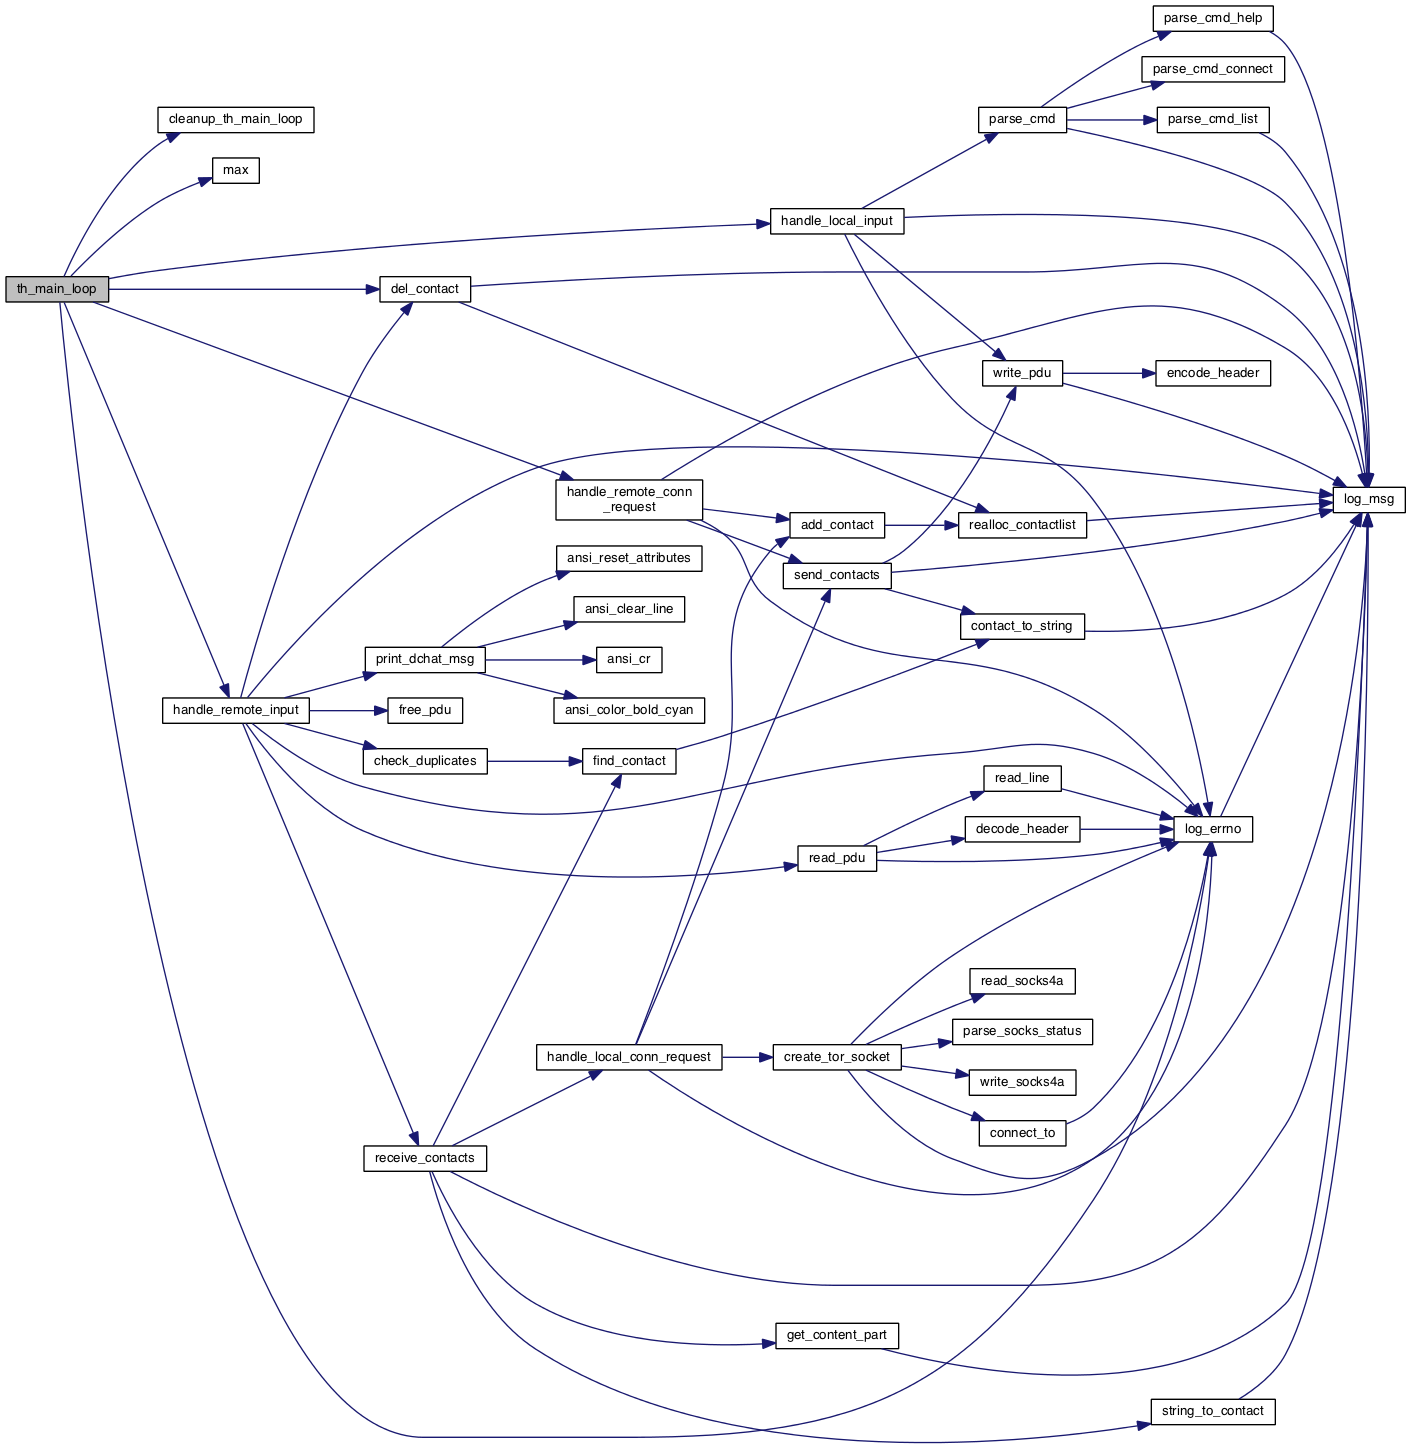 parse_cmd_help
parse_cmd_connect
cleanup_th_main_loop
parse_cmd
parse_cmd_list
max
handle_local_input
th_main_loop
del_contact
write_pdu
encode_header
handle_remote_conn
_request
log_msg
add_contact
realloc_contactlist
ansi_reset_attributes
send_contacts
ansi_clear_line
contact_to_string
print_dchat_msg
ansi_cr
handle_remote_input
free_pdu
ansi_color_bold_cyan
check_duplicates
find_contact
read_line
decode_header
log_errno
read_pdu
read_socks4a
parse_socks_status
handle_local_conn_request
create_tor_socket
write_socks4a
connect_to
receive_contacts
get_content_part
string_to_contact